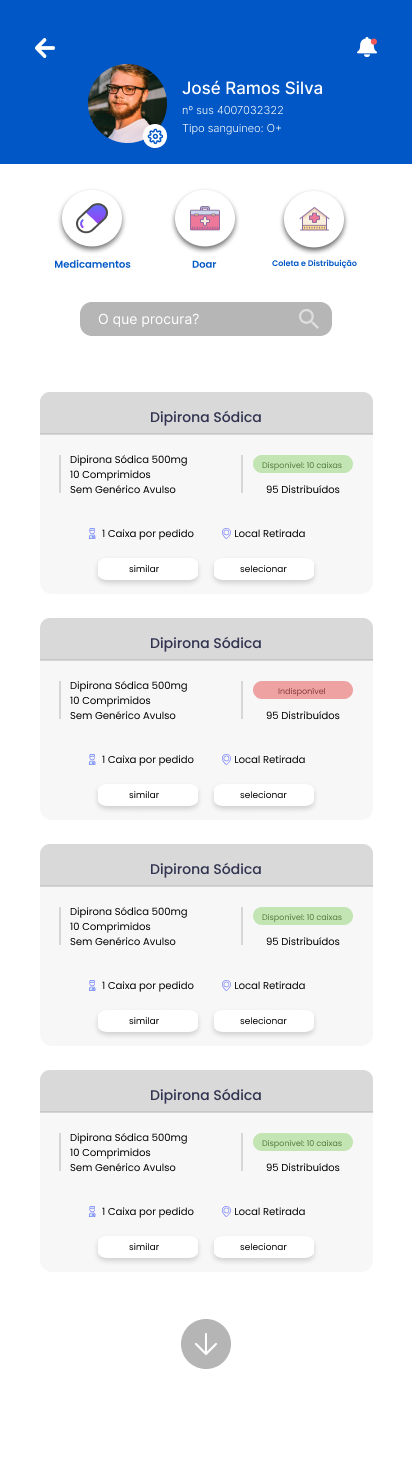 José Ramos Silva
nº sus 4007032322
Tipo sanguineo: O+
Medicamentos
Doar
Coleta e Distribuição
O que procura?
Dipirona Sódica
Dipirona Sódica 500mg
10 Comprimidos
Sem Genérico Avulso
Disponível: 10 caixas
95 Distribuídos
1 Caixa por pedido
Local Retirada
similar
selecionar
Dipirona Sódica
Dipirona Sódica 500mg
10 Comprimidos
Sem Genérico Avulso
Indisponível
95 Distribuídos
1 Caixa por pedido
Local Retirada
similar
selecionar
Dipirona Sódica
Dipirona Sódica 500mg
10 Comprimidos
Sem Genérico Avulso
Disponível: 10 caixas
95 Distribuídos
1 Caixa por pedido
Local Retirada
similar
selecionar
Dipirona Sódica
Dipirona Sódica 500mg
10 Comprimidos
Sem Genérico Avulso
Disponível: 10 caixas
95 Distribuídos
1 Caixa por pedido
Local Retirada
similar
selecionar